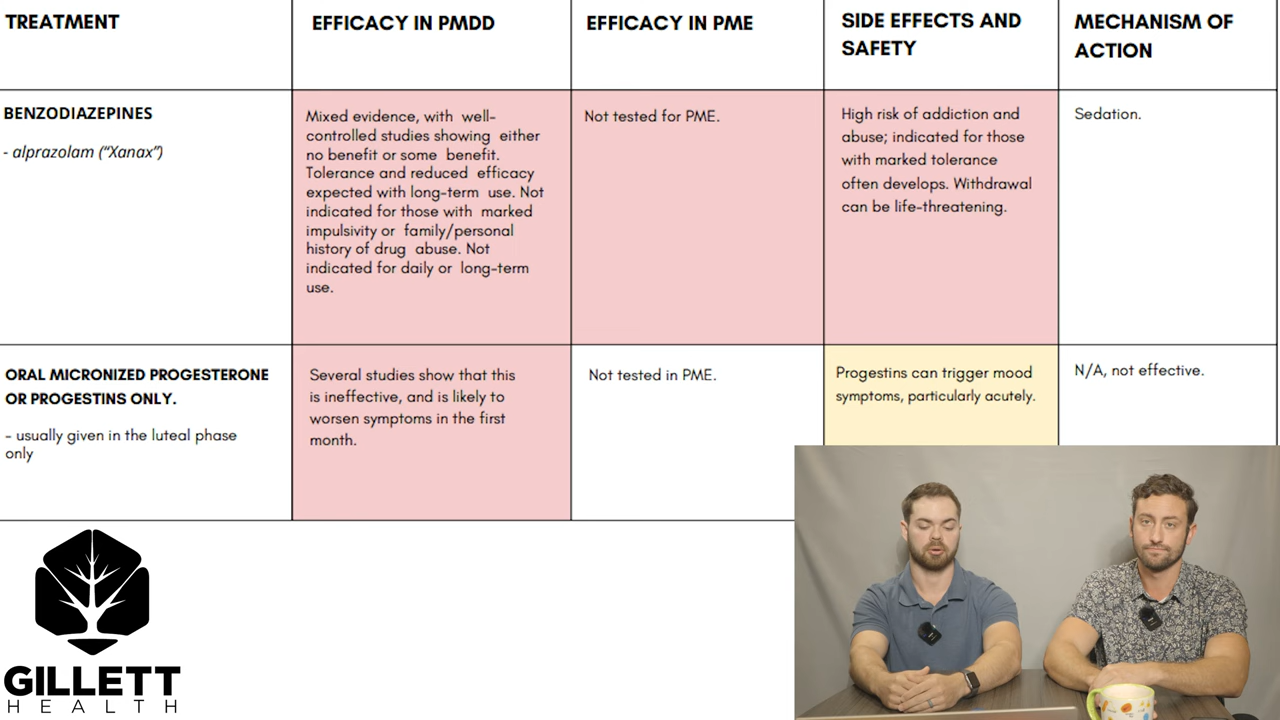 TREATMENT
EFFICACY IN PMDD
EFFICACY IN PME
SIDE EFFECTS AND
SAFETY
MECHANISM OF
ACTION
BENZODIAZEPINES
- alprazolam (“Xanax”)
Mixed evidence, with well-
controlled studies showing either
no benefit or some benefit.
Tolerance and reduced efficacy
expected with long-term use. Not
indicated for those with marked
impulsivity or family/personal
history of drug abuse. Not
indicated for daily or long-term
use.
Not tested for PME.
High risk of addiction and
abuse; indicated for those
with marked tolerance
often develops. Withdrawal
can be life-threatening.
Sedation.
ORAL MICRONIZED PROGESTERONE
OR PROGESTINS ONLY.
- usually given in the luteal phase
only
Several studies show that this
is ineffective, and is likely to
worsen symptoms in the first
month.
Not tested in PME.
Progestins can trigger mood
symptoms, particularly acutely.
N/A, not effective.
GILLETT
HEALTH